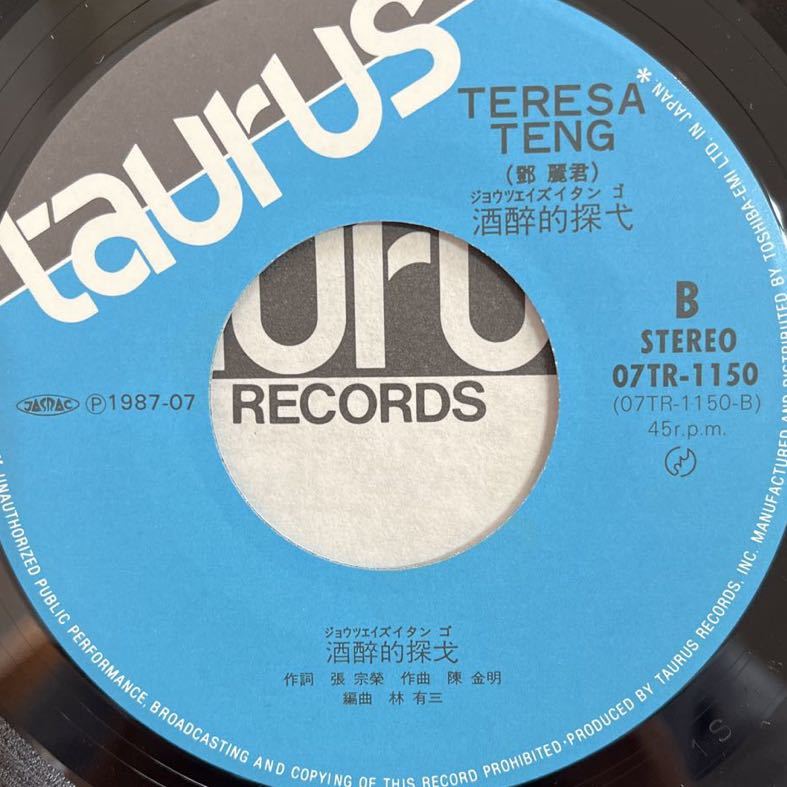 taurus
TERESA
TENG
(鄧 麗君)
ジョウツエイズイタン ゴ
酒醉的探戈
B
STEREO
07TR-1150
(07TR-1150-B)
45r.p.m.
JASRAC Ⓟ1987-07
RECORDS
ジョウツエイズイタン ゴ
酒醉的探戈
作詞 張 宗榮 作曲 陳 金明
編曲 林 有三
UNAUTHORIZED PUBLIC PERFORMANCE, BROADCASTING AND COPYING OF THIS RECORD PROHIBITED·PRODUCED BY TAURUS RECORDS, INC. MANUFACTURED AND DISTRIBUTED BY TOSHIBA-EMI LTD. IN JAPAN.*
1S